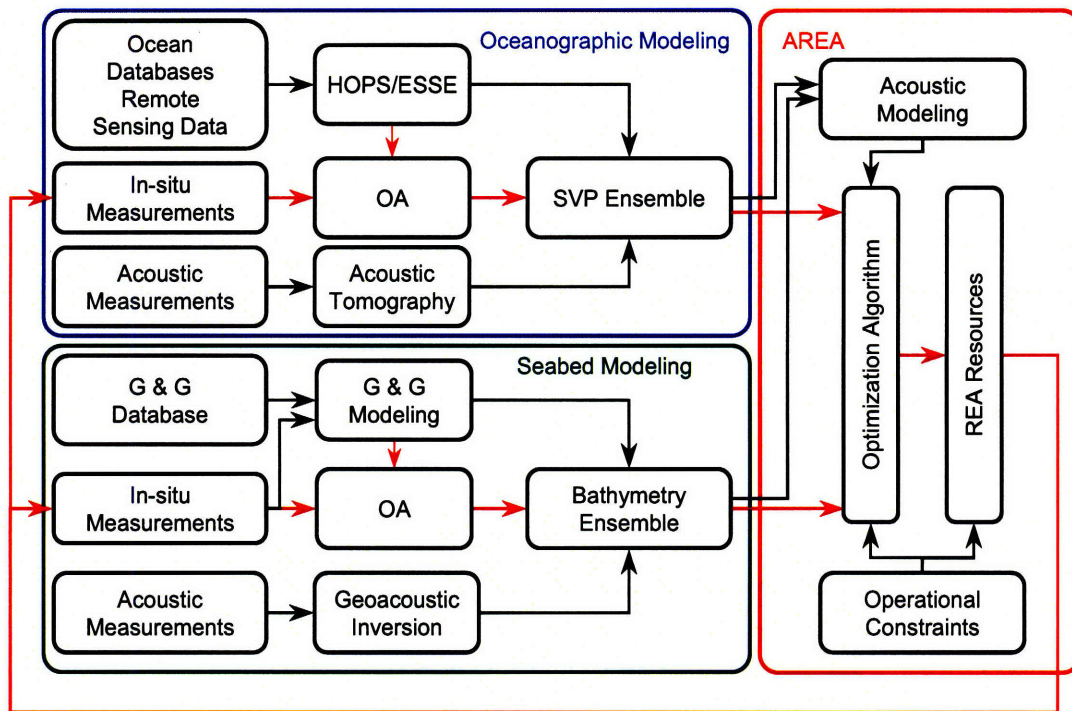 Oceanographic Modeling
Ocean
Databases
Remote
Sensing Data
HOPS/ESSE
In-situ
Measurements
OA
SVP Ensemble
Acoustic
Measurements
Acoustic
Tomography
Seabed Modeling
G & G
Database
G & G
Modeling
In-situ
Measurements
OA
Bathymetry
Ensemble
Acoustic
Measurements
Geoacoustic
Inversion
AREA
Acoustic
Modeling
Optimization Algorithm
REA Resources
Operational
Constraints